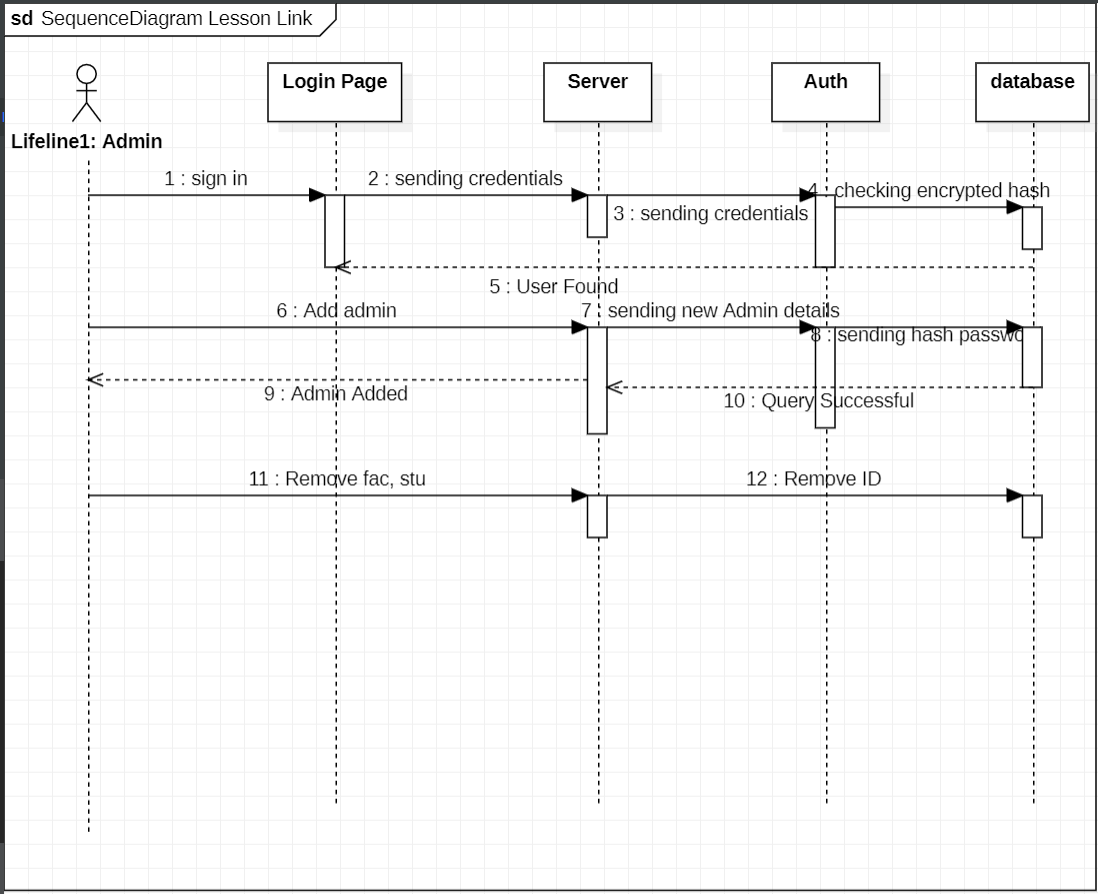 sd SequenceDiagram Lesson Link
Login Page
Server
Auth
database
Lifeline1: Admin
1 : sign in
2 : sending credentials
3 : sending credentials
4 : checking encrypted hash
5 : User Found
6 : Add admin
7 : sending new Admin details
8 : sending hash passwo
9 : Admin Added
10 : Query Successful
11 : Remove fac, stu
12 : Remove ID